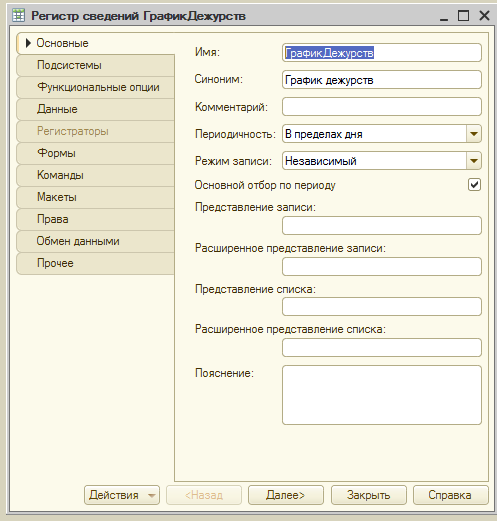 Регистр сведений ГрафикДежурств
Основные
Подсистемы
Функциональные опции
Данные
Регистраторы
Формы
Команды
Макеты
Права
Обмен данными
Прочее
Имя: ГрафикДежурств
Синоним: График дежурств
Комментарий:
Периодичность: В пределах дня
Режим записи: Независимый
Основной отбор по периоду
Представление записи:
Расширенное представление записи:
Представление списка:
Расширенное представление списка:
Пояснение:
Действия <Назад Далее> Закрыть Справка